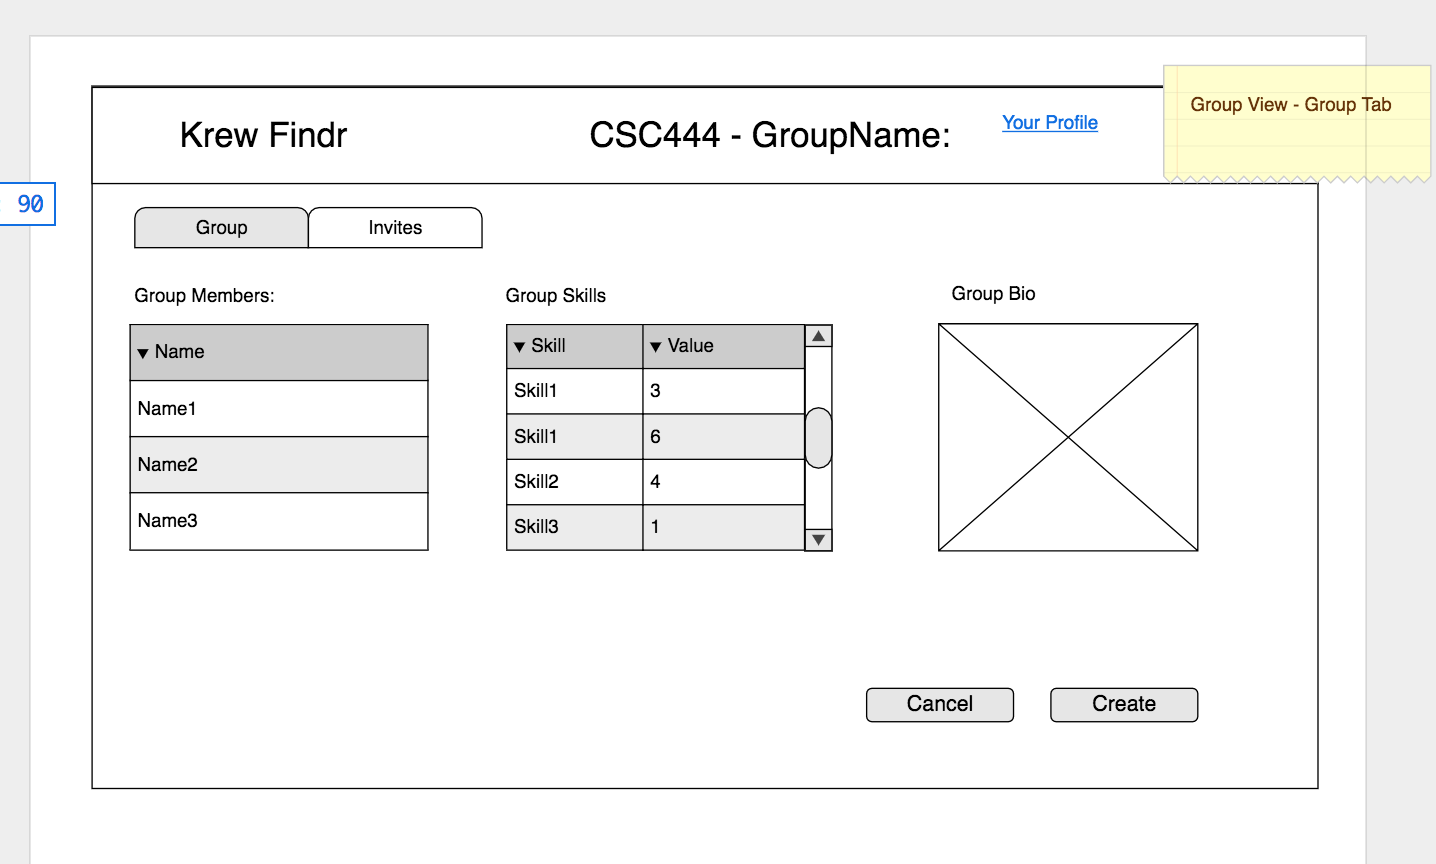 Group View - Group Tab
Krew Findr
CSC444 - GroupName:
Your Profile
: 90
Group
Invites
Group Members:
Group Skills
Group Bio
▼ Name
Name1
Name2
Name3
▼ Skill ▼ Value
Skill1 3
Skill1 6
Skill2 4
Skill3 1
Cancel
Create